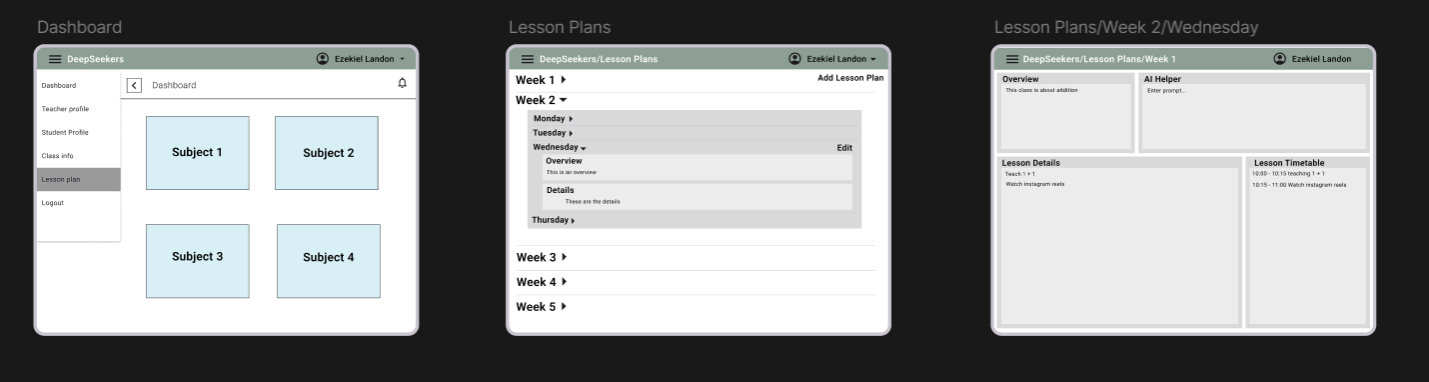 Dashboard
DeepSeekers
Ezekiel Landon
Dashboard
Teacher profile
Student Profile
Class info
Lesson plan
Logout
Dashboard
Subject 1
Subject 2
Subject 3
Subject 4
Lesson Plans
DeepSeekers/Lesson Plans
Ezekiel Landon
Week 1
Add Lesson Plan
Week 2
Monday
Tuesday
Wednesday
Edit
Overview
This is an overview
Details
These are the details
Thursday
Week 3
Week 4
Week 5
Lesson Plans/Week 2/Wednesday
DeepSeekers/Lesson Plans/Week 1
Ezekiel Landon
Overview
This class is about addition
AI Helper
Enter prompt...
Lesson Details
Teach 1 + 1
Watch instagram reels
Lesson Timetable
10:00 - 10:15 teaching 1 + 1
10:15 - 11:00 Watch instagram reels